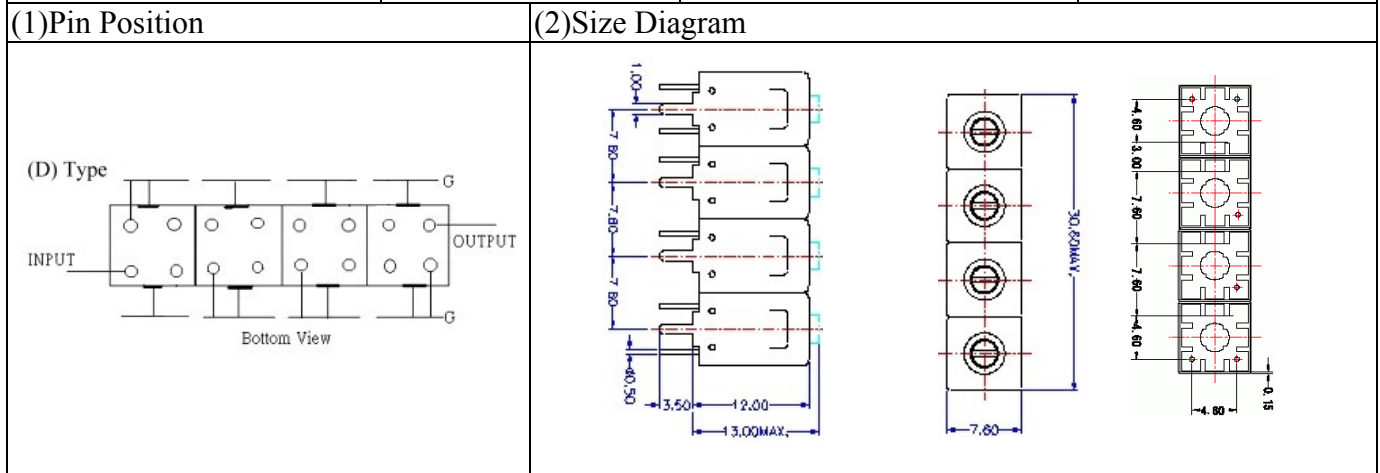 (1)Pin Position
(2)Size Diagram
(D) Type
G
OUTPUT
INPUT
G
Bottom View
1.00
7.80
7.80
7.80
Φ0.50
3.50
12.00
13.00MAX.
30.80MAX.
7.60
4.60
3.00
7.60
7.60
4.60
4.60
0.15